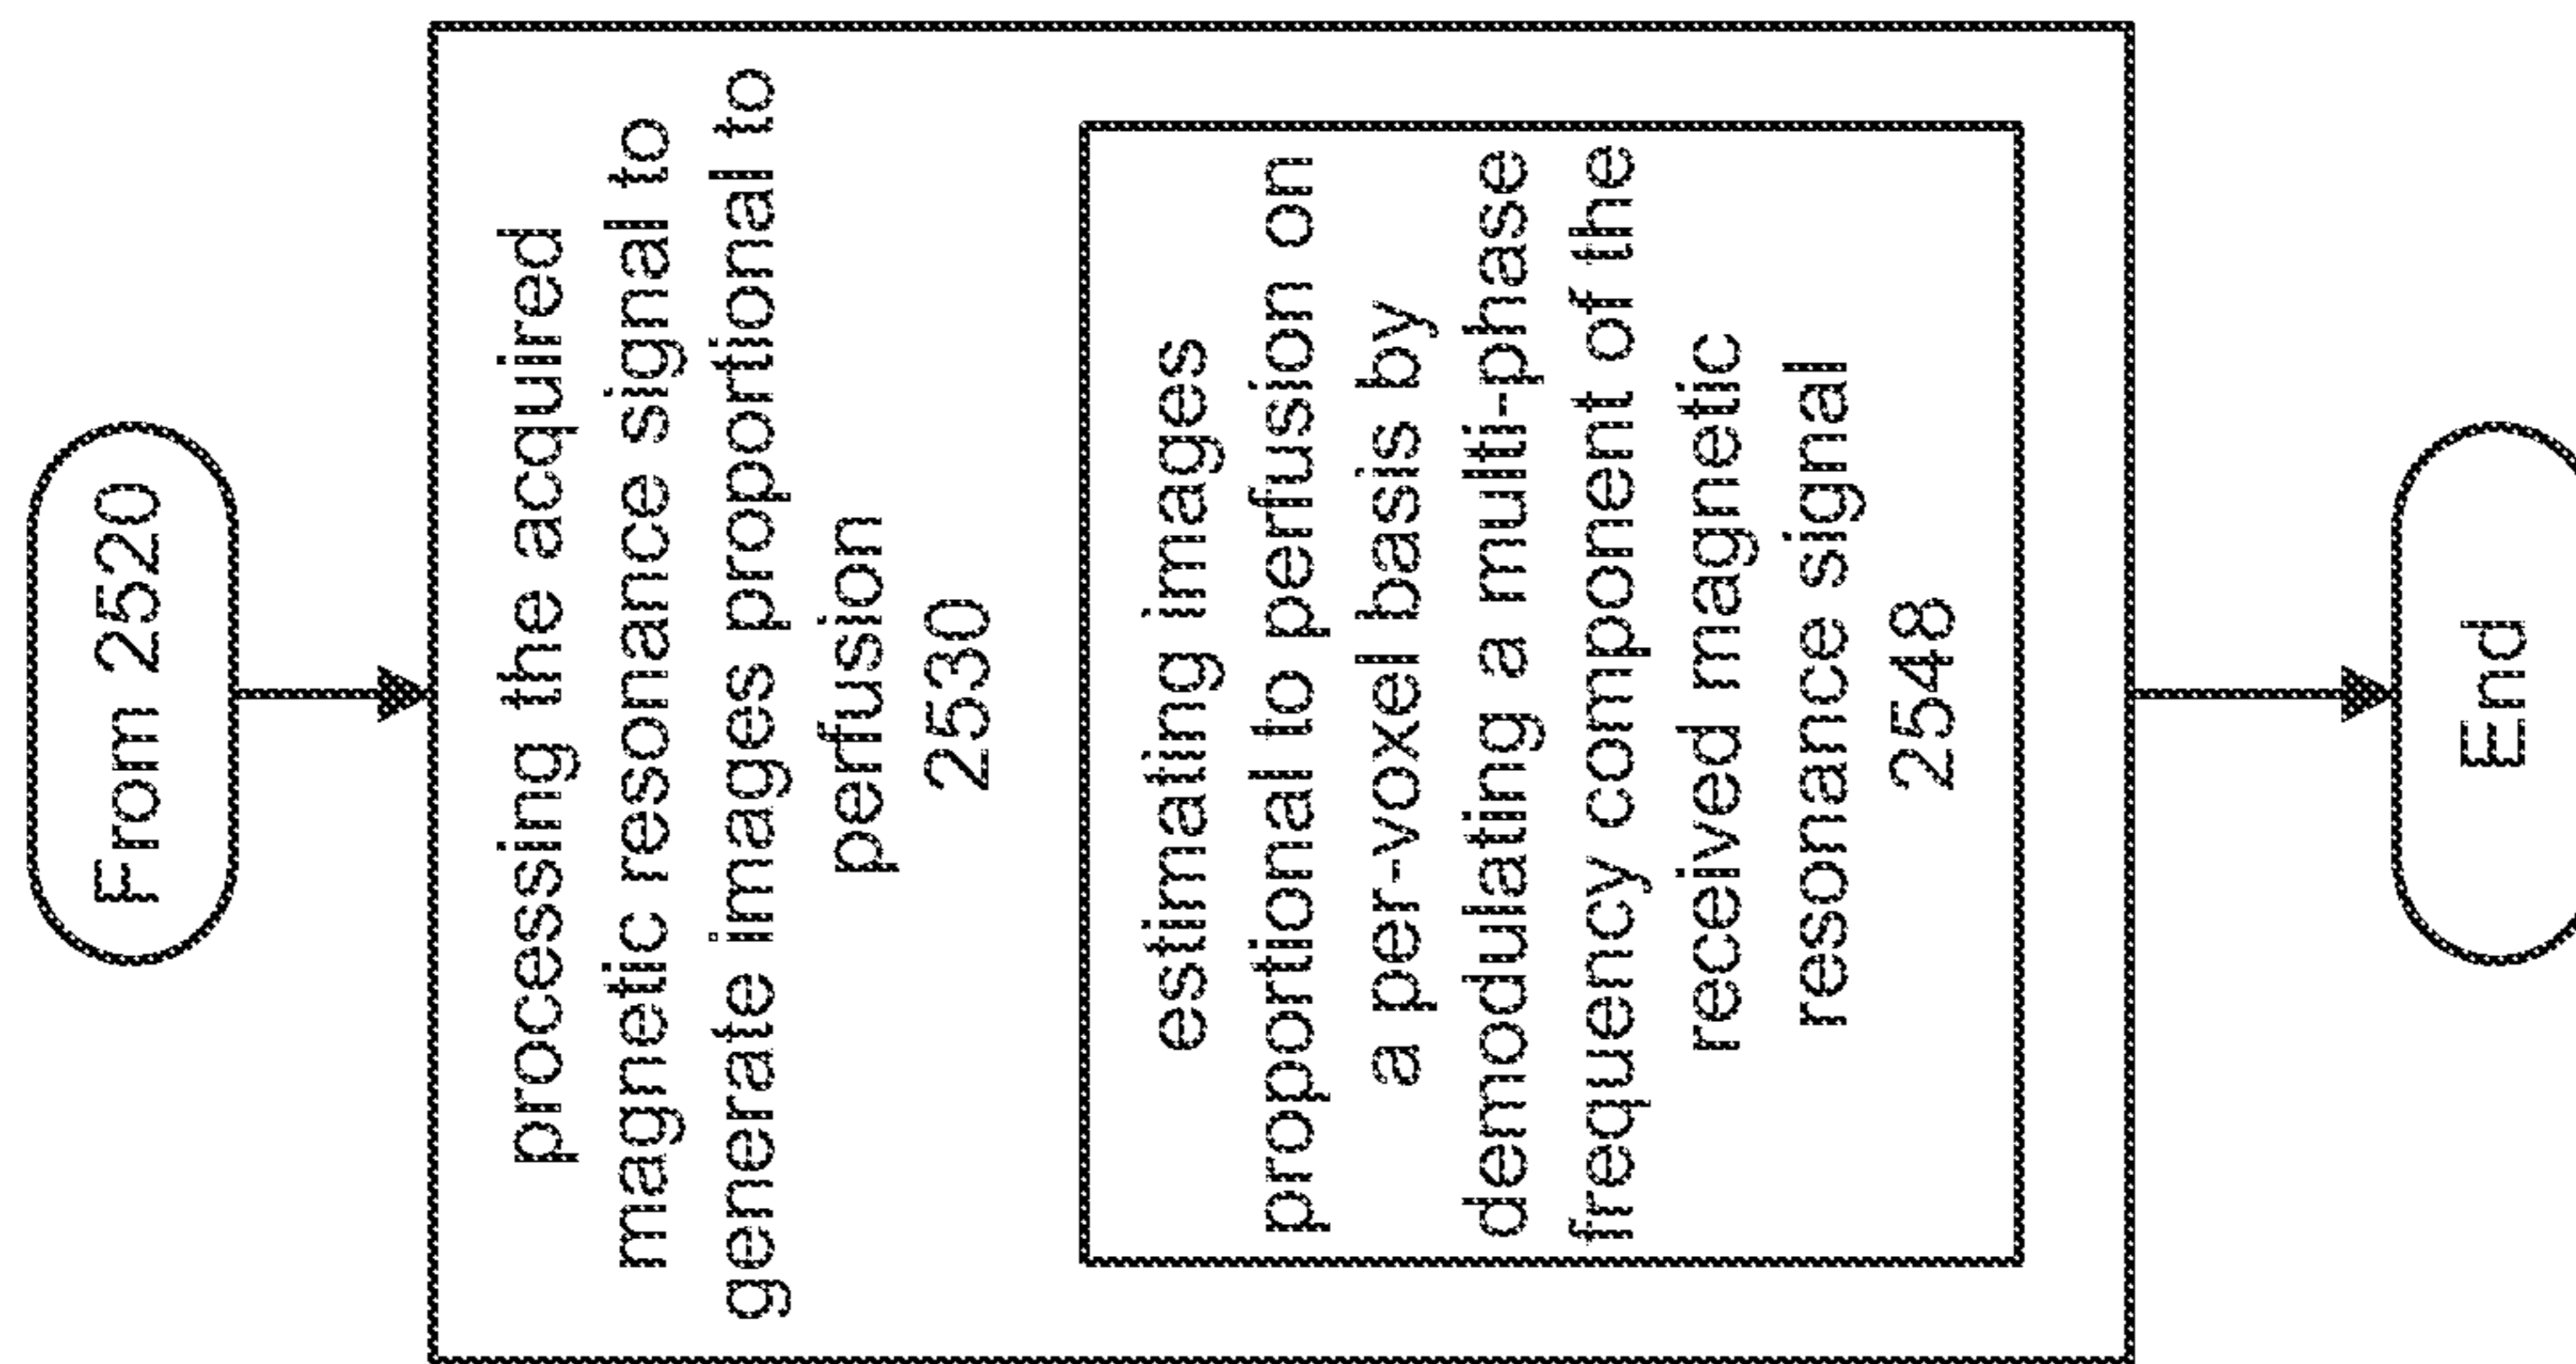 From 2520
processing the acquired
magnetic resonance signal to
generate images proportional to
perfusion
2530
estimating images
proportional to perfusion on
a per-voxel basis by
demodulating a multi-phase
frequency component of the
received magnetic
resonance signal
2548
End